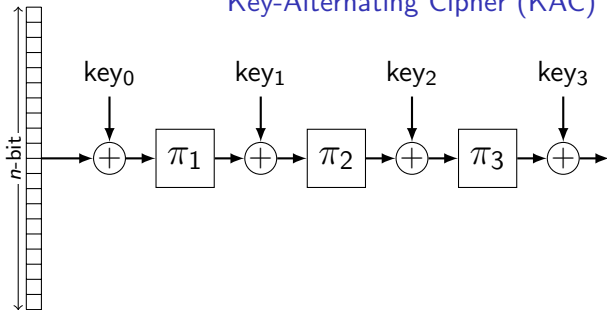 Key-Alternating Cipher (KAC)
key₀ key₁ key₂ key₃
n-bit
π₁ π₂ π₃